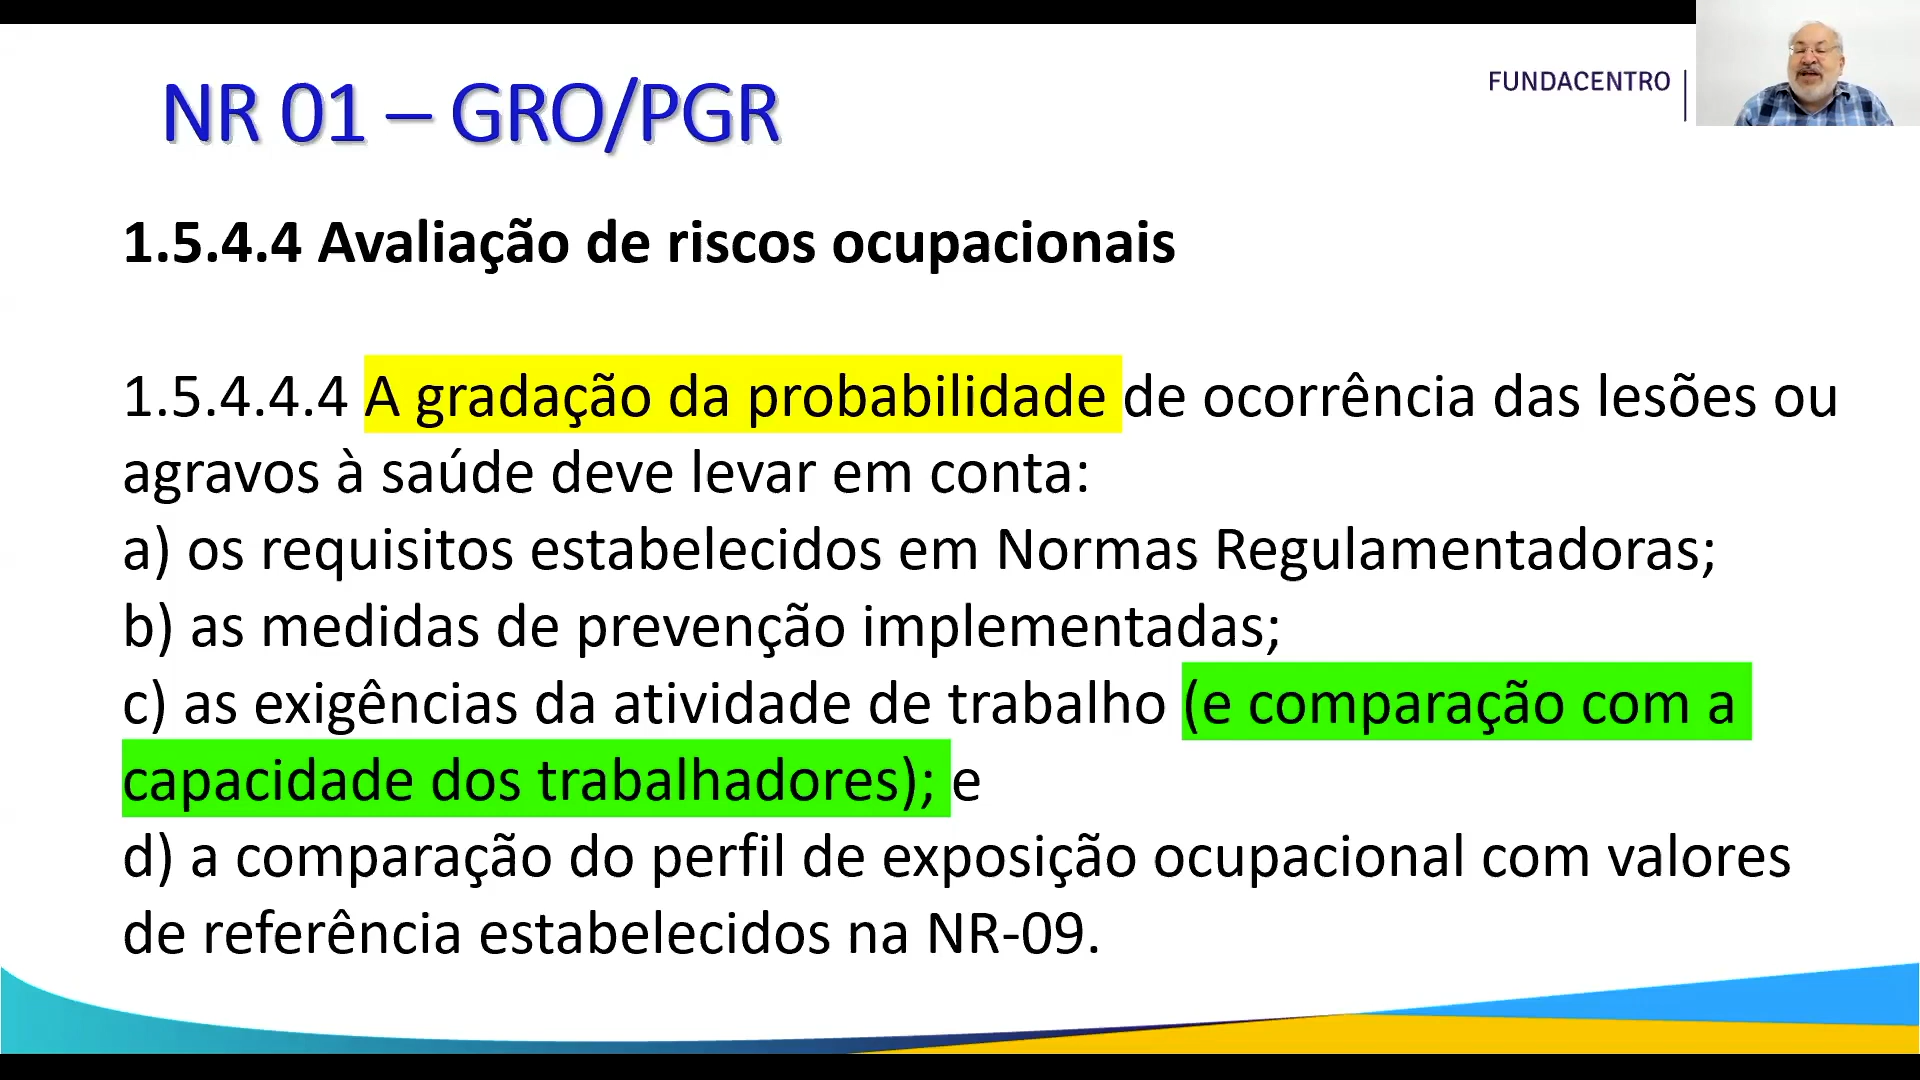 NR 01 – GRO/PGR
FUNDACENTRO
1.5.4.4 Avaliação de riscos ocupacionais
1.5.4.4.4 A gradação da probabilidade de ocorrência das lesões ou
agravos à saúde deve levar em conta:
a) os requisitos estabelecidos em Normas Regulamentadoras;
b) as medidas de prevenção implementadas;
c) as exigências da atividade de trabalho (e comparação com a
capacidade dos trabalhadores); e
d) a comparação do perfil de exposição ocupacional com valores
de referência estabelecidos na NR-09.